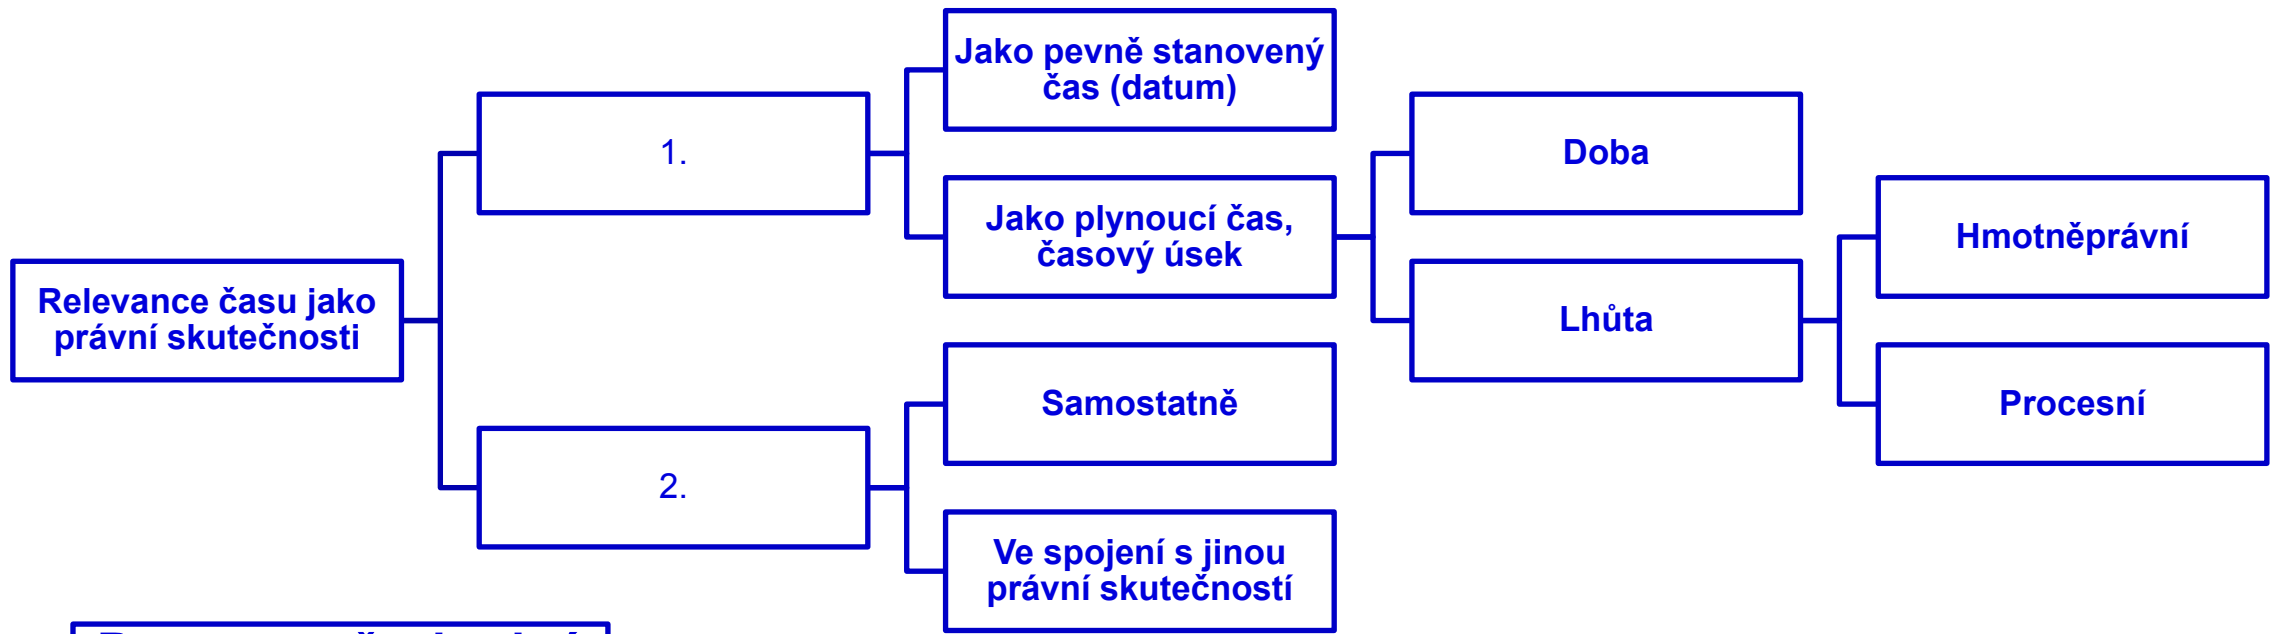 Jako pevně stanovený
čas (datum)
1.
Doba
Jako plynoucí čas,
časový úsek
Hmotněprávní
Relevance času jako
právní skutečnosti
Lhůta
Samostatně
Procesní
2.
Ve spojení s jinou
právní skutečností